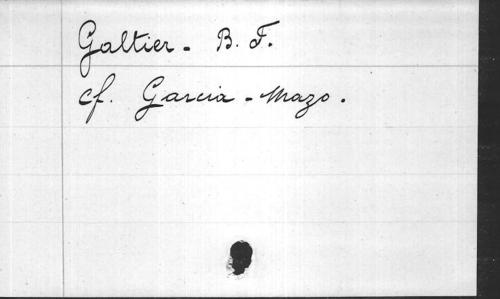 Galtier - B. F.
cf. Garcia - Mazo.